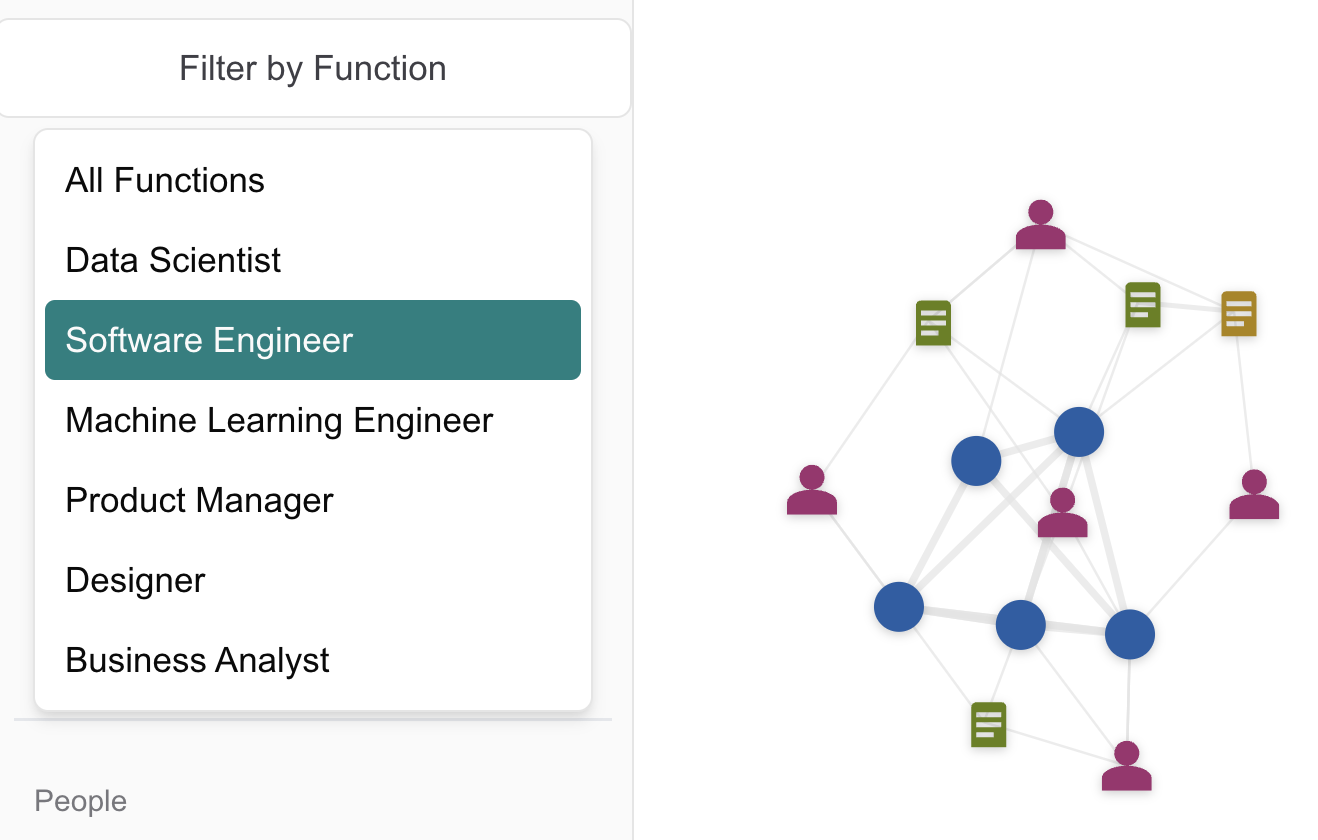 Filter by Function
All Functions
Data Scientist
Software Engineer
Machine Learning Engineer
Product Manager
Designer
Business Analyst
People